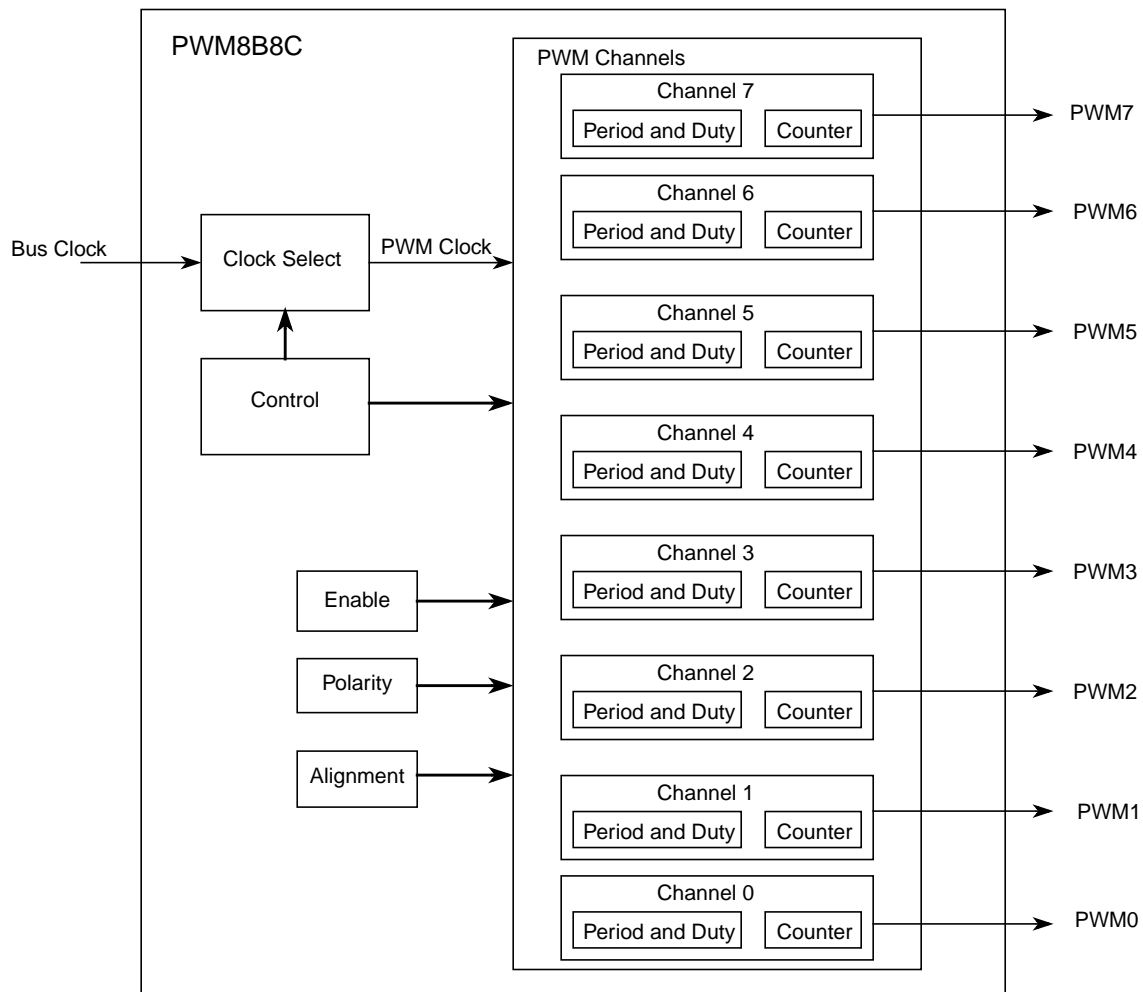 PWM8B8C
PWM Channels
Channel 7
Period and Duty
Counter
PWM7
Channel 6
Period and Duty
Counter
PWM6
Bus Clock
Clock Select
PWM Clock
Channel 5
Period and Duty
Counter
PWM5
Control
Channel 4
Period and Duty
Counter
PWM4
Channel 3
Period and Duty
Counter
PWM3
Enable
Polarity
Channel 2
Period and Duty
Counter
PWM2
Alignment
Channel 1
Period and Duty
Counter
PWM1
Channel 0
Period and Duty
Counter
PWM0